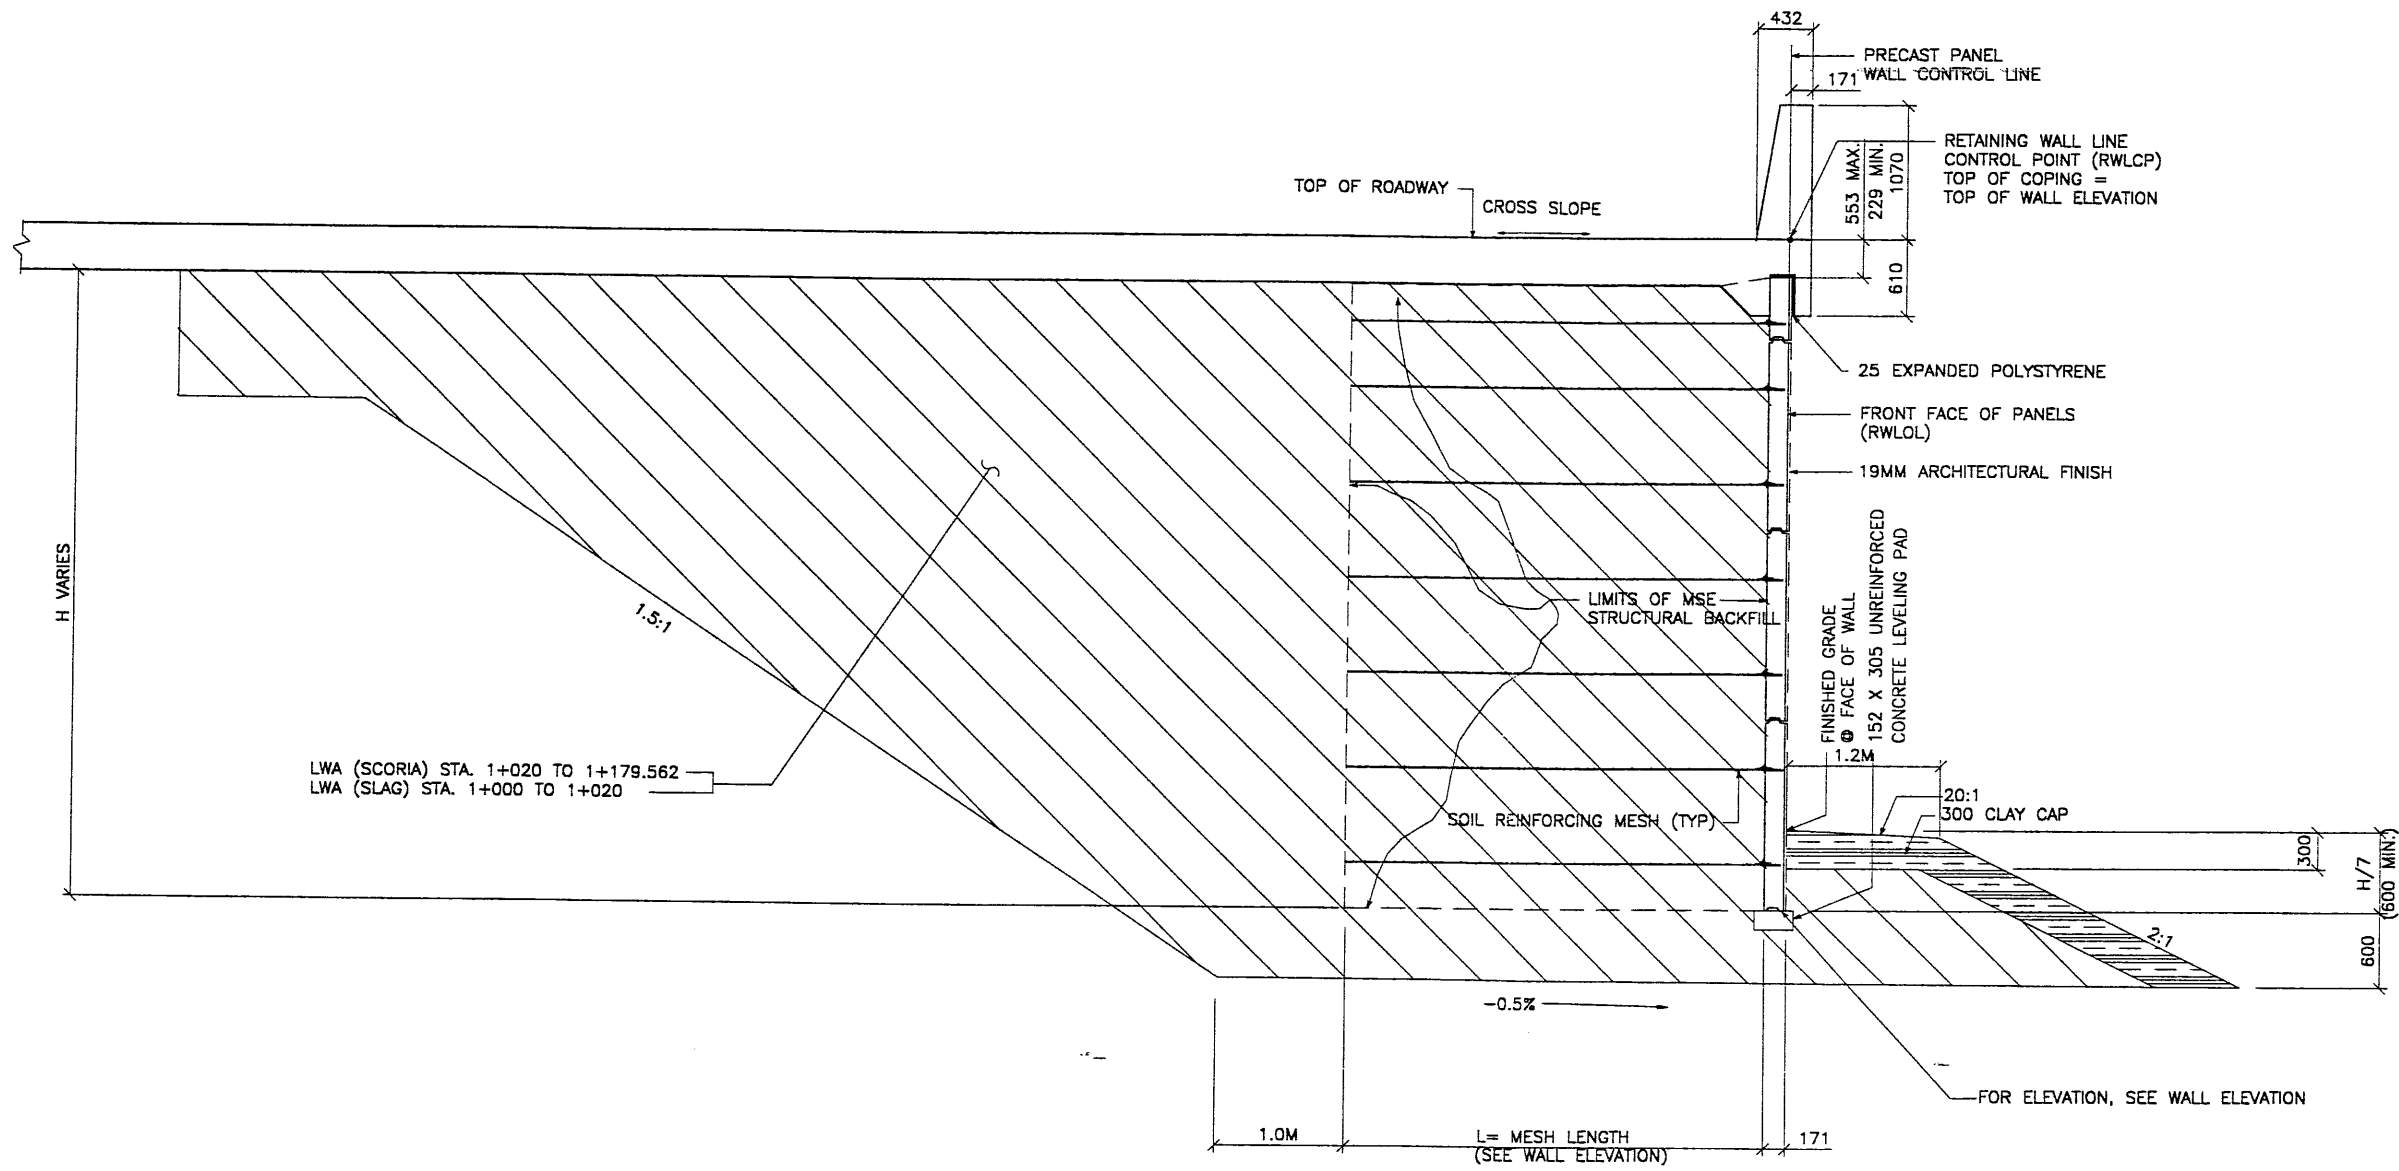 432
PRECAST PANEL
WALL CONTROL LINE
171
RETAINING WALL LINE
CONTROL POINT (RWLCP)
TOP OF COPING =
TOP OF WALL ELEVATION
553 MAX.
229 MIN.
1070
610
TOP OF ROADWAY
CROSS SLOPE
25 EXPANDED POLYSTYRENE
FRONT FACE OF PANELS
(RWLOL)
19MM ARCHITECTURAL FINISH
H VARIES
1.5:1
LIMITS OF MSE
STRUCTURAL BACKFILL
FINISHED GRADE
@ FACE OF WALL
152 X 305 UNREINFORCED
CONCRETE LEVELING PAD
1.2M
LWA (SCORIA) STA. 1+020 TO 1+179.562
LWA (SLAG) STA. 1+000 TO 1+020
SOIL REINFORCING MESH (TYP)
20:1
300 CLAY CAP
300
H/7
(600 MIN.)
2:1
600
-0.5%
FOR ELEVATION, SEE WALL ELEVATION
1.0M
L= MESH LENGTH
(SEE WALL ELEVATION)
171